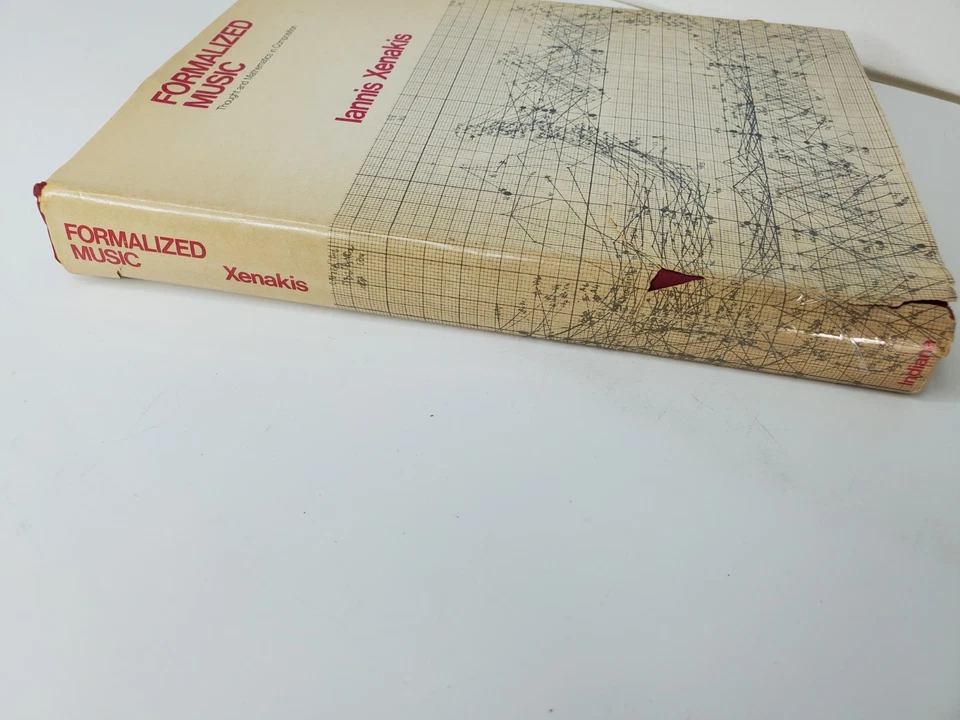 FORMALIZED
MUSIC
Thought and Mathematics in Composition
Iannis Xenakis
FORMALIZED
MUSIC
Xenakis
Indiana